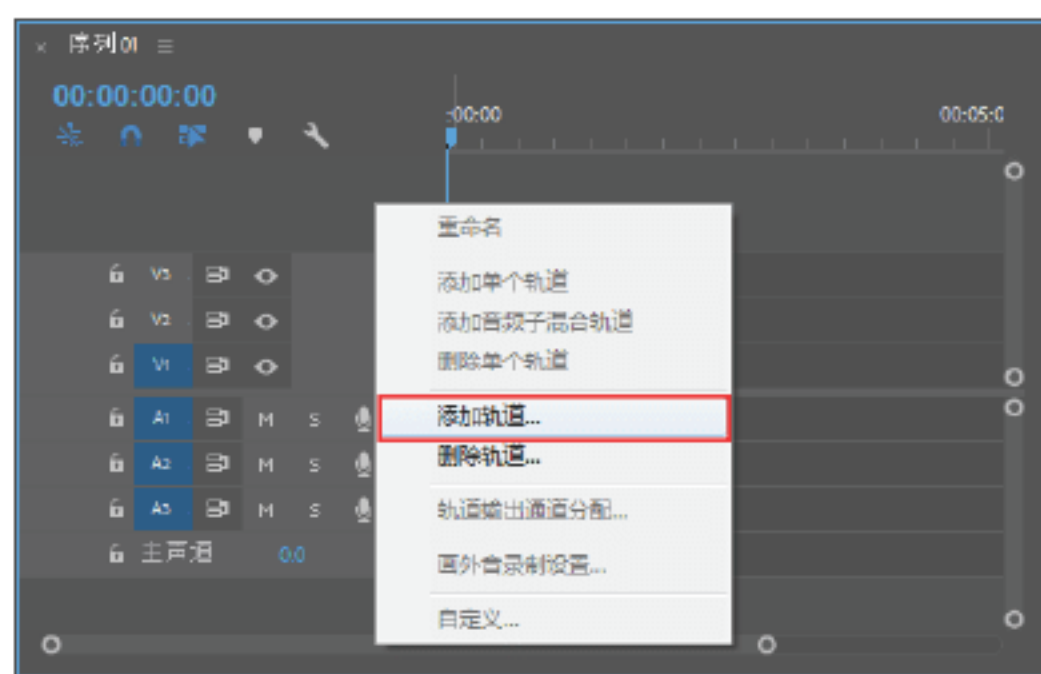 × 序列 01 ≡
00:00:00:00
:00:00
00:05:0
重命名
V3
添加单个轨道
V2
添加音频子混合轨道
V1
删除单个轨道
A1 M S
添加轨道...
A2 M S
删除轨道...
A3 M S
轨道输出通道分配...
主声道 0.0
画外音录制设置...
自定义...